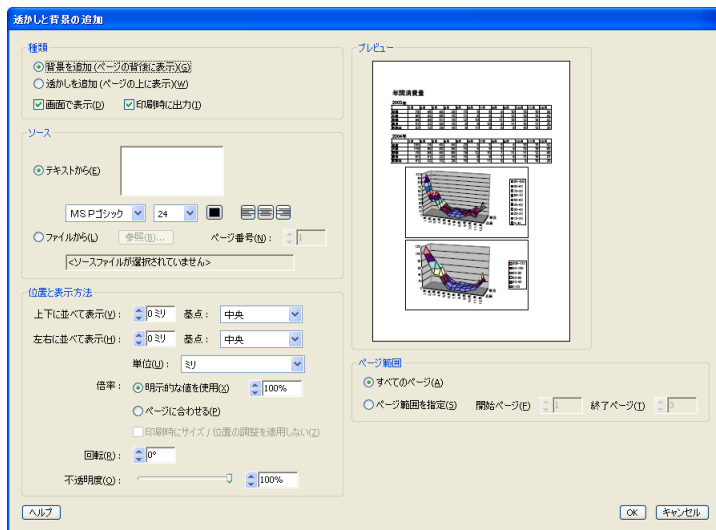 透かしと背景の追加
種類
背景を追加(ページの背後に表示)(G)
透かしを追加(ページの上に表示)(W)
画面で表示(D) 印刷時に出力(I)
ソース
テキストから(E)
MS Pゴシック 24
ファイルから(L) 参照(B)... ページ番号(N): 1
<ソースファイルが選択されていません>
位置と表示方法
上下に並べて表示(V): 0ミリ 基点: 中央
左右に並べて表示(H): 0ミリ 基点: 中央
単位(U): ミリ
倍率: 明示的な値を使用(X) 100%
ページに合わせる(P)
印刷時にサイズ / 位置の調整を適用しない(Z)
回転(R): 0°
不透明度(O): 100%
ヘルプ
プレビュー
年間消費量
2003年
2004年
ページ範囲
すべてのページ(A)
ページ範囲を指定(S) 開始ページ(F) 1 終了ページ(T) 3
OK キャンセル